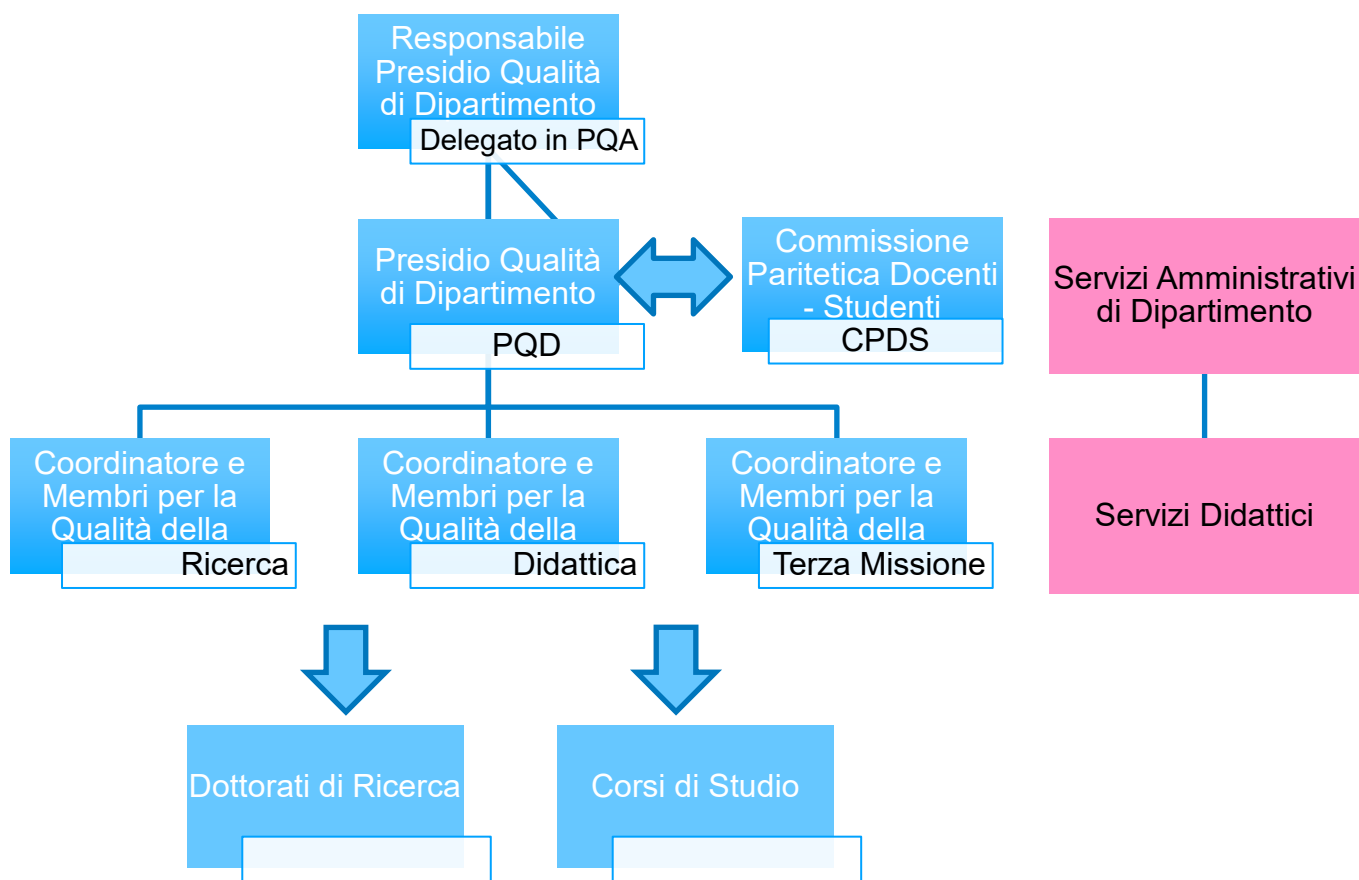 Responsabile
Presidio Qualità
di Dipartimento
Delegato in PQA
Presidio Qualità
di Dipartimento
PQD
Commissione
Paritetica Docenti
- Studenti
CPDS
Servizi Amministrativi
di Dipartimento
Coordinatore e
Membri per la
Qualità della
Ricerca
Coordinatore e
Membri per la
Qualità della
Didattica
Coordinatore e
Membri per la
Qualità della
Terza Missione
Servizi Didattici
Dottorati di Ricerca
Corsi di Studio